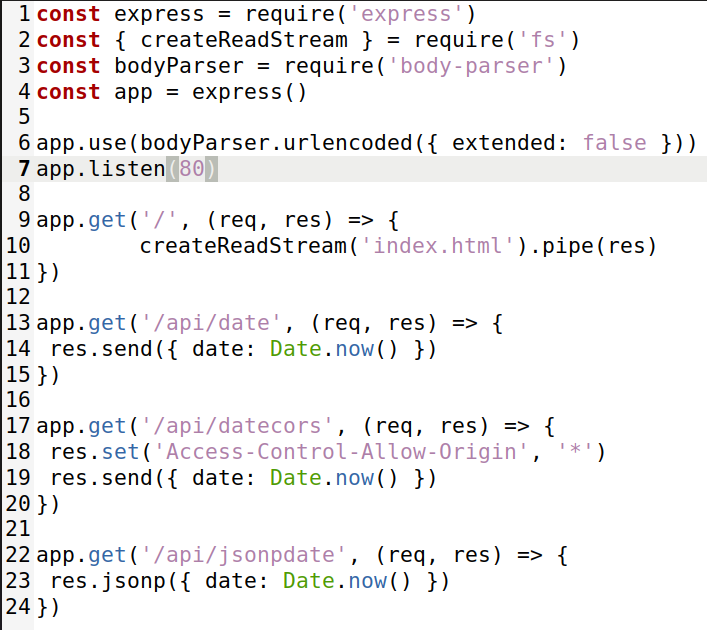 1 const express = require('express')
2 const { createReadStream } = require('fs')
3 const bodyParser = require('body-parser')
4 const app = express()
5
6 app.use(bodyParser.urlencoded({ extended: false }))
7 app.listen(80)
8
9 app.get('/', (req, res) => {
10         createReadStream('index.html').pipe(res)
11 })
12
13 app.get('/api/date', (req, res) => {
14  res.send({ date: Date.now() })
15 })
16
17 app.get('/api/datecors', (req, res) => {
18  res.set('Access-Control-Allow-Origin', '*')
19  res.send({ date: Date.now() })
20 })
21
22 app.get('/api/jsonpdate', (req, res) => {
23  res.jsonp({ date: Date.now() })
24 })